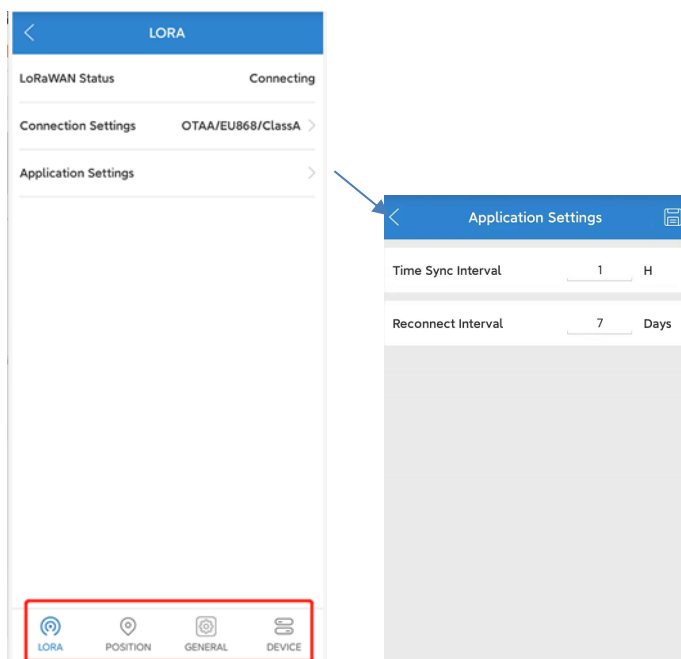 LORA
LoRaWAN Status Connecting
Connection Settings OTAA/EU868/ClassA
Application Settings
LORA POSITION GENERAL DEVICE
Application Settings
Time Sync Interval 1 H
Reconnect Interval 7 Days